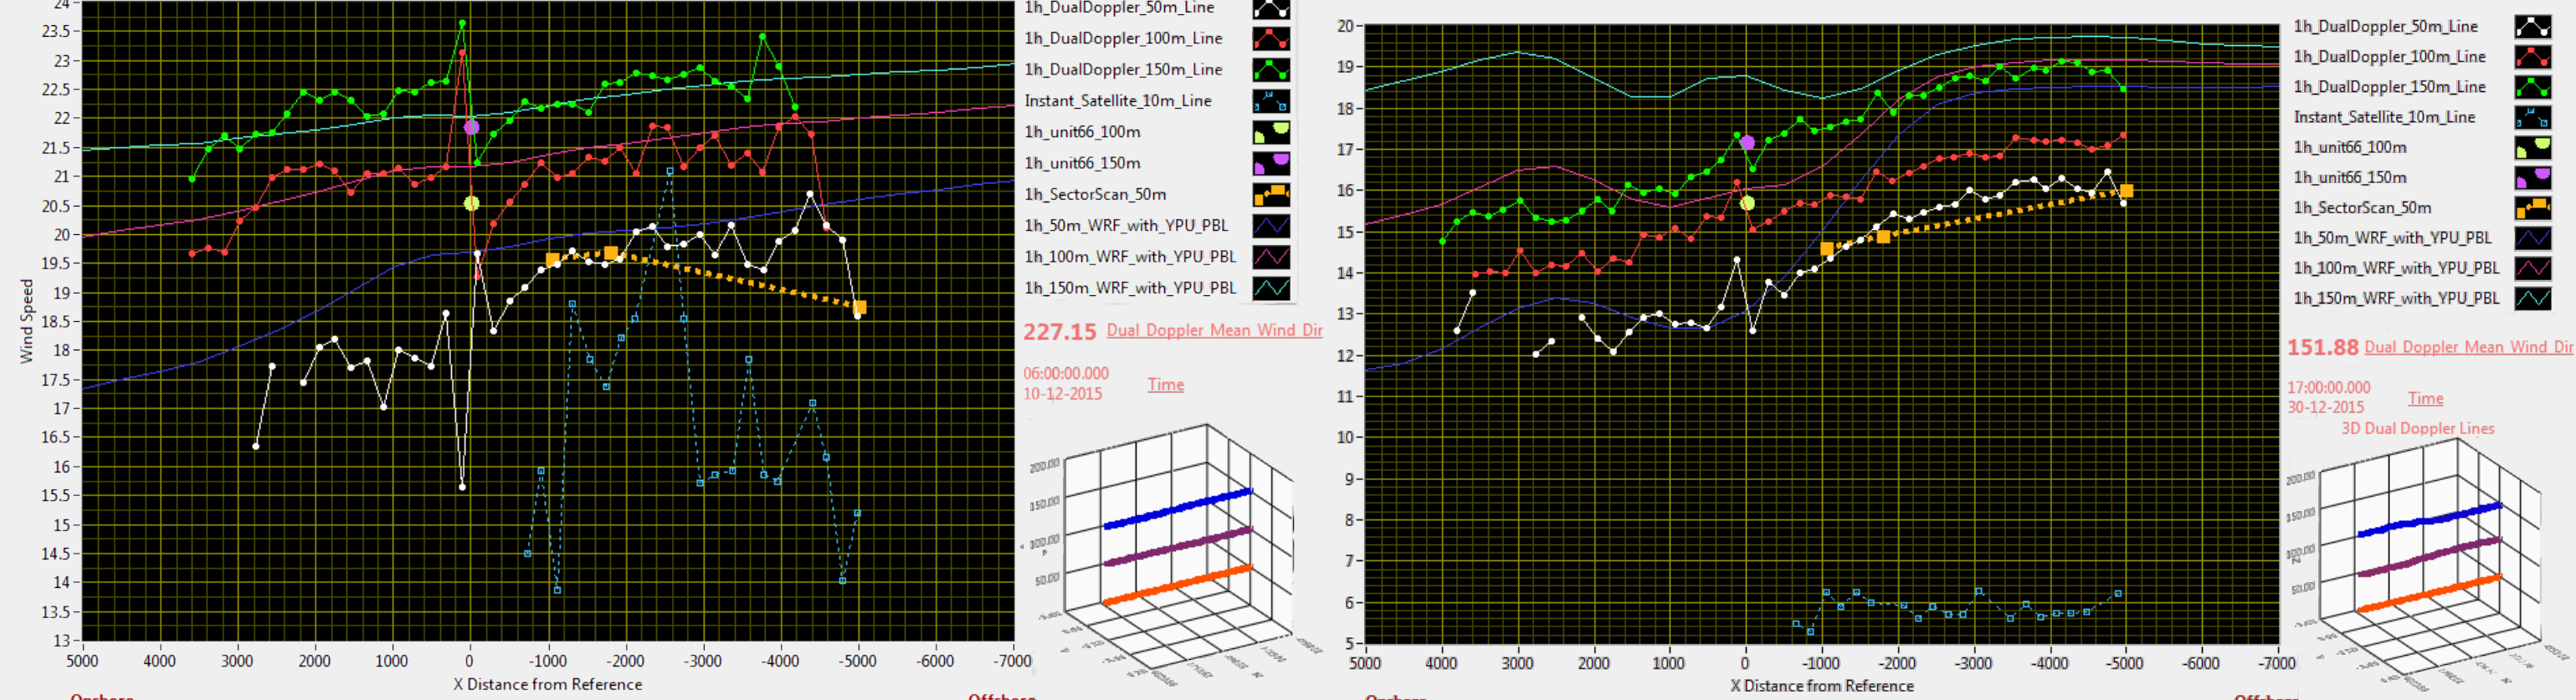 24
23.5
23
22.5
22
21.5
21
20.5
20
19.5
19
18.5
18
17.5
17
16.5
16
15.5
15
14.5
14
13.5
13
Wind Speed
5000 4000 3000 2000 1000 0 -1000 -2000 -3000 -4000 -5000 -6000 -7000
X Distance from Reference
Onshore
Offshore
1h_DualDoppler_50m_Line
1h_DualDoppler_100m_Line
1h_DualDoppler_150m_Line
Instant_Satellite_10m_Line
1h_unit66_100m
1h_unit66_150m
1h_SectorScan_50m
1h_50m_WRF_with_YPU_PBL
1h_100m_WRF_with_YPU_PBL
1h_150m_WRF_with_YPU_PBL
227.15 Dual Doppler Mean Wind Dir
06:00:00.000
10-12-2015
Time
200.00
150.00
100.00
50.00
20
19
18
17
16
15
14
13
12
11
10
9
8
7
6
5
5000 4000 3000 2000 1000 0 -1000 -2000 -3000 -4000 -5000 -6000 -7000
X Distance from Reference
Onshore
Offshore
1h_DualDoppler_50m_Line
1h_DualDoppler_100m_Line
1h_DualDoppler_150m_Line
Instant_Satellite_10m_Line
1h_unit66_100m
1h_unit66_150m
1h_SectorScan_50m
1h_50m_WRF_with_YPU_PBL
1h_100m_WRF_with_YPU_PBL
1h_150m_WRF_with_YPU_PBL
151.88 Dual Doppler Mean Wind Dir
17:00:00.000
30-12-2015
Time
3D Dual Doppler Lines
200.00
150.00
100.00
50.00